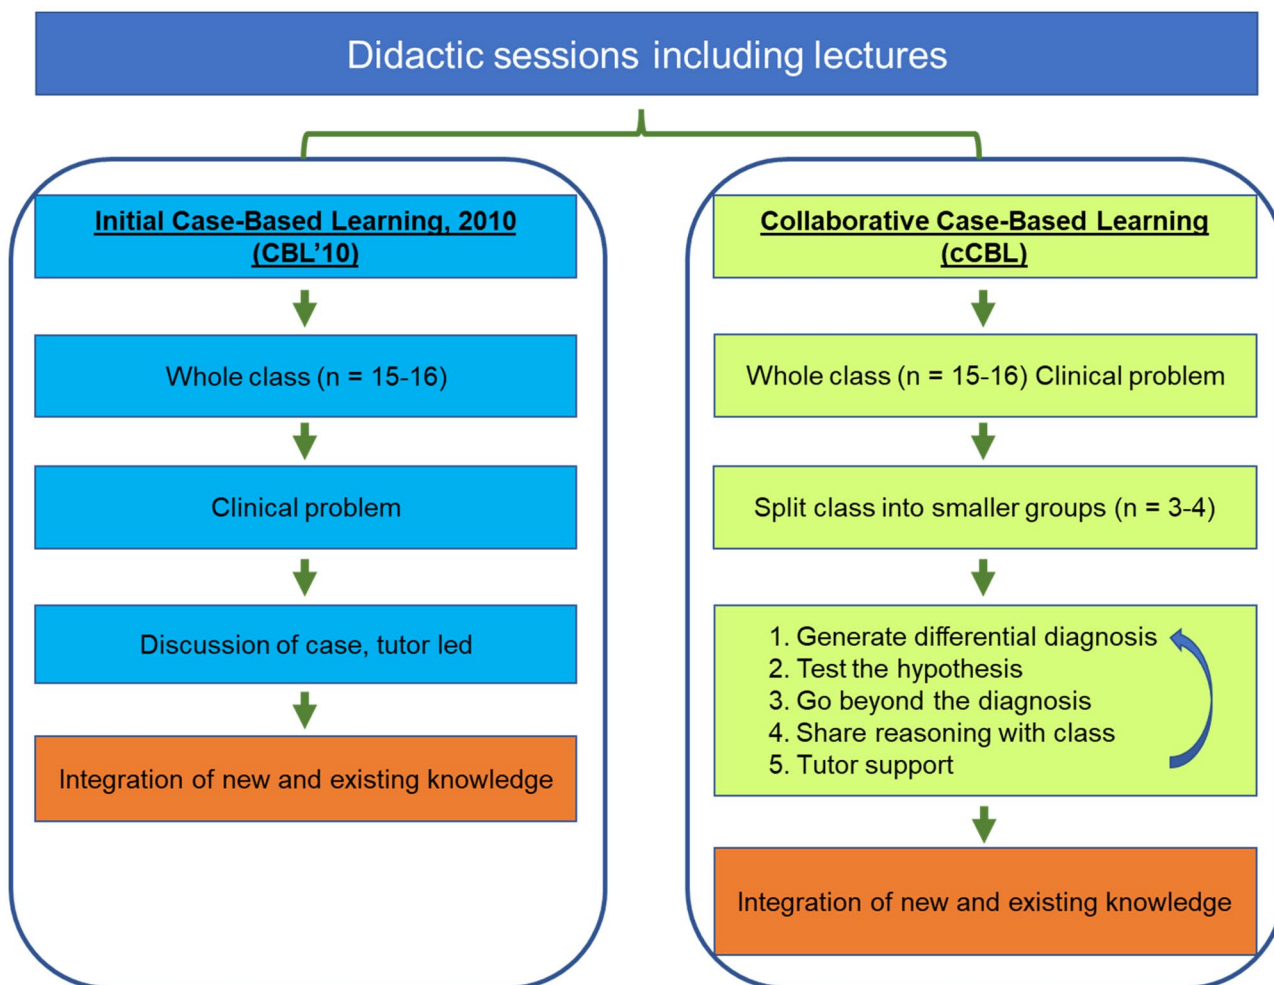 Didactic sessions including lectures
Initial Case-Based Learning, 2010
(CBL’10)
Whole class (n = 15-16)
Clinical problem
Discussion of case, tutor led
Integration of new and existing knowledge
Collaborative Case-Based Learning
(cCBL)
Whole class (n = 15-16) Clinical problem
Split class into smaller groups (n = 3-4)
1. Generate differential diagnosis
2. Test the hypothesis
3. Go beyond the diagnosis
4. Share reasoning with class
5. Tutor support
Integration of new and existing knowledge